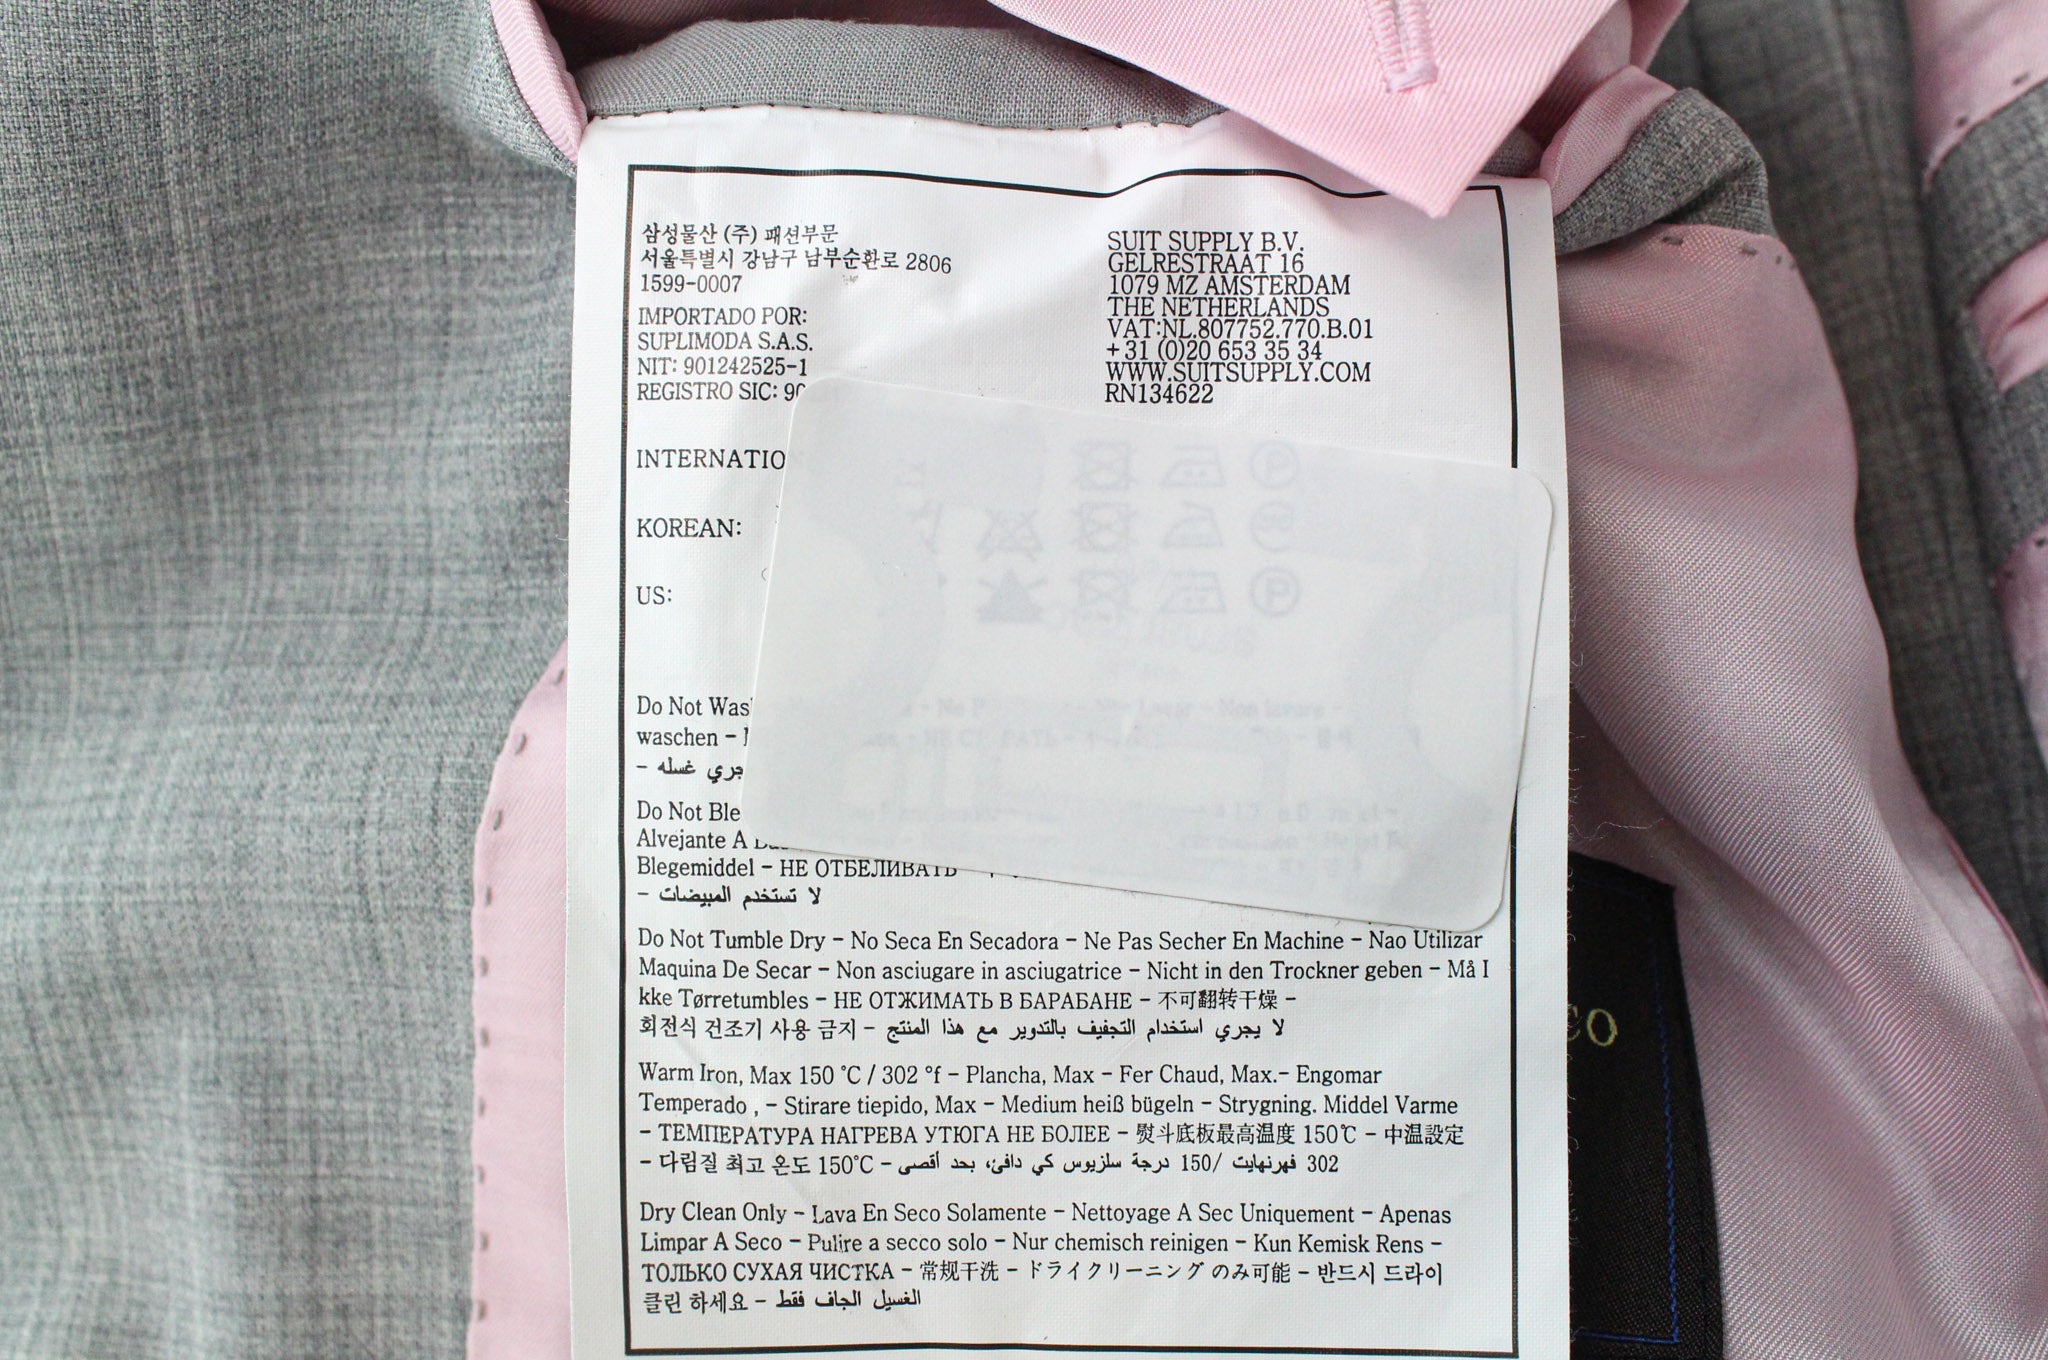 삼성물산 (주) 패션부문
서울특별시 강남구 남부순환로 2806
1599-0007
IMPORTADO POR:
SUPLIMODA S.A.S.
NIT: 901242525-1
REGISTRO SIC:
SUIT SUPPLY B.V.
GELRESTRAAT 16
1079 MZ AMSTERDAM
THE NETHERLANDS
VAT:NL.807752.770.B.01
+31 (0)20 653 35 34
WWW.SUITSUPPLY.COM
RN134622
KOREAN:
US:
Do Not
waschen -
- يجري غسله
Do Not
Alvejante A
Blegemiddel - НЕ ОТБЕЛИВАТЬ
- لا تستخدم المبيضات
Do Not Tumble Dry - No Seca En Secadora - Ne Pas Secher En Machine - Nao Utilizar
Maquina De Secar - Non asciugare in asciugatrice - Nicht in den Trockner geben - Må I
kke Tørretumbles - НЕ ОТЖИМАТЬ В БАРАБАНЕ - 不可翻转干燥 -
회전식 건조기 사용 금지 - لا يجري استخدام التجفيف بالتدوير مع هذا المنتج
Warm Iron, Max 150 °C / 302 °f - Plancha, Max - Fer Chaud, Max.- Engomar
Temperado , - Stirare tiepido, Max - Medium heiß bügeln - Strygning. Middel Varme
- ТЕМПЕРАТУРА НАГРЕВА УТЮГА НЕ БОЛЕЕ - 熨斗底板最高温度 150℃ - 中温設定
- 다림질 최고 온도 150°C - 302 فهرنهايت /150 درجة سلزيوس كي دافئ، بحد أقصى
Dry Clean Only - Lava En Seco Solamente - Nettoyage A Sec Uniquement - Apenas
Limpar A Seco - Pulire a secco solo - Nur chemisch reinigen - Kun Kemisk Rens -
ТОЛЬКО СУХАЯ ЧИСТКА - 常规干洗 - ドライクリーニング のみ可能 - 반드시 드라이
클린 하세요 - الغسيل الجاف فقط